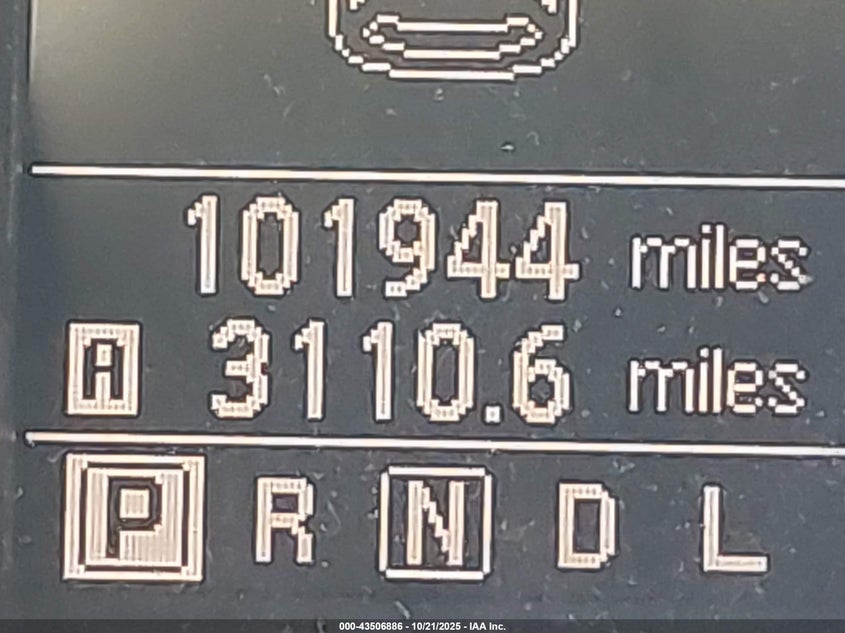 101944 miles
A 3110.6 miles
P R N D L
000-43506886 - 10/21/2025 - IAA Inc.